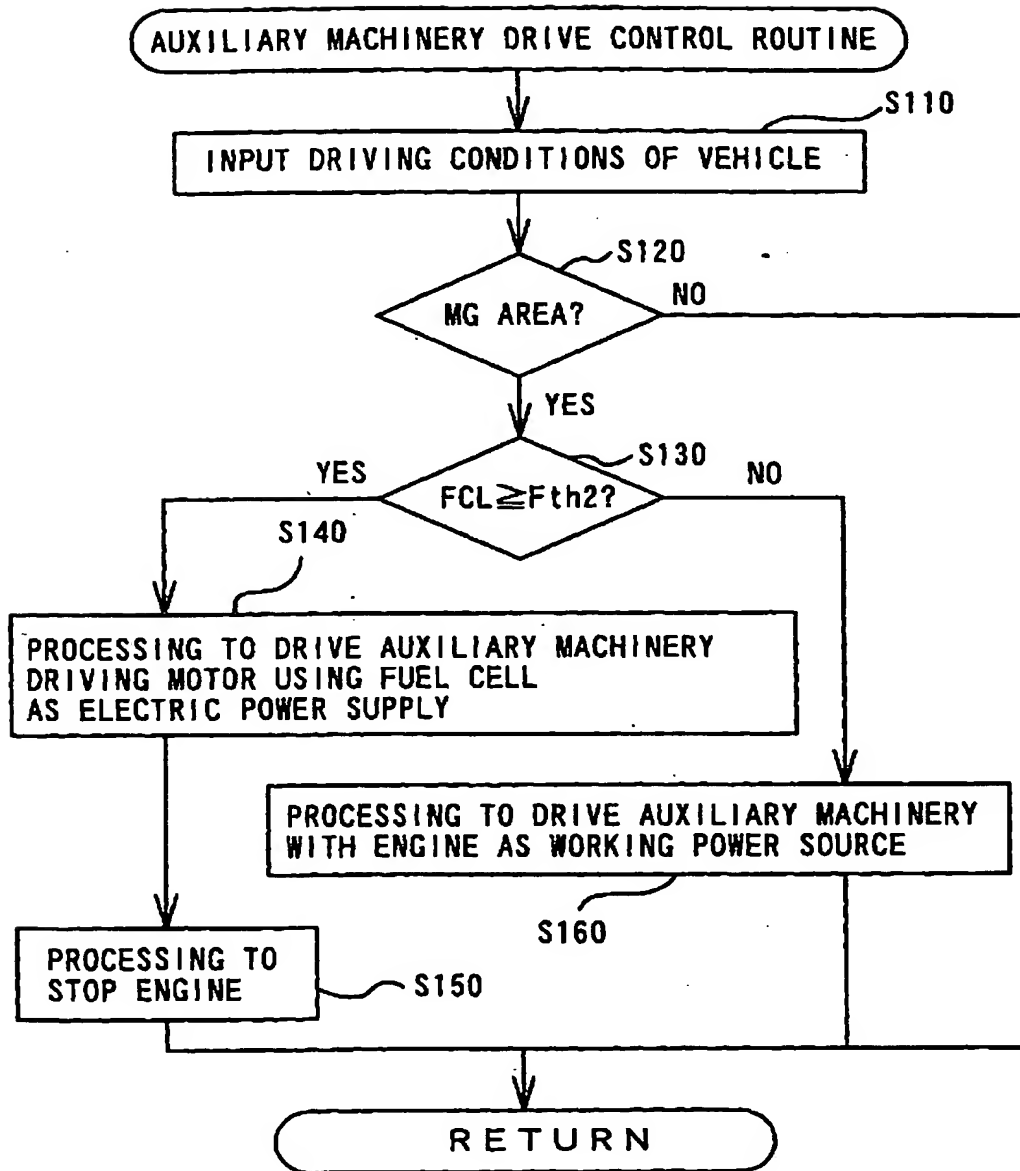 AUXILIARY MACHINERY DRIVE CONTROL ROUTINE
S110
INPUT DRIVING CONDITIONS OF VEHICLE
S120
MG AREA?
NO
YES
S130
YES
FCL≧Fth2?
NO
S140
PROCESSING TO DRIVE AUXILIARY MACHINERY
DRIVING MOTOR USING FUEL CELL
AS ELECTRIC POWER SUPPLY
PROCESSING TO DRIVE AUXILIARY MACHINERY
WITH ENGINE AS WORKING POWER SOURCE
S160
PROCESSING TO
STOP ENGINE
S150
RETURN